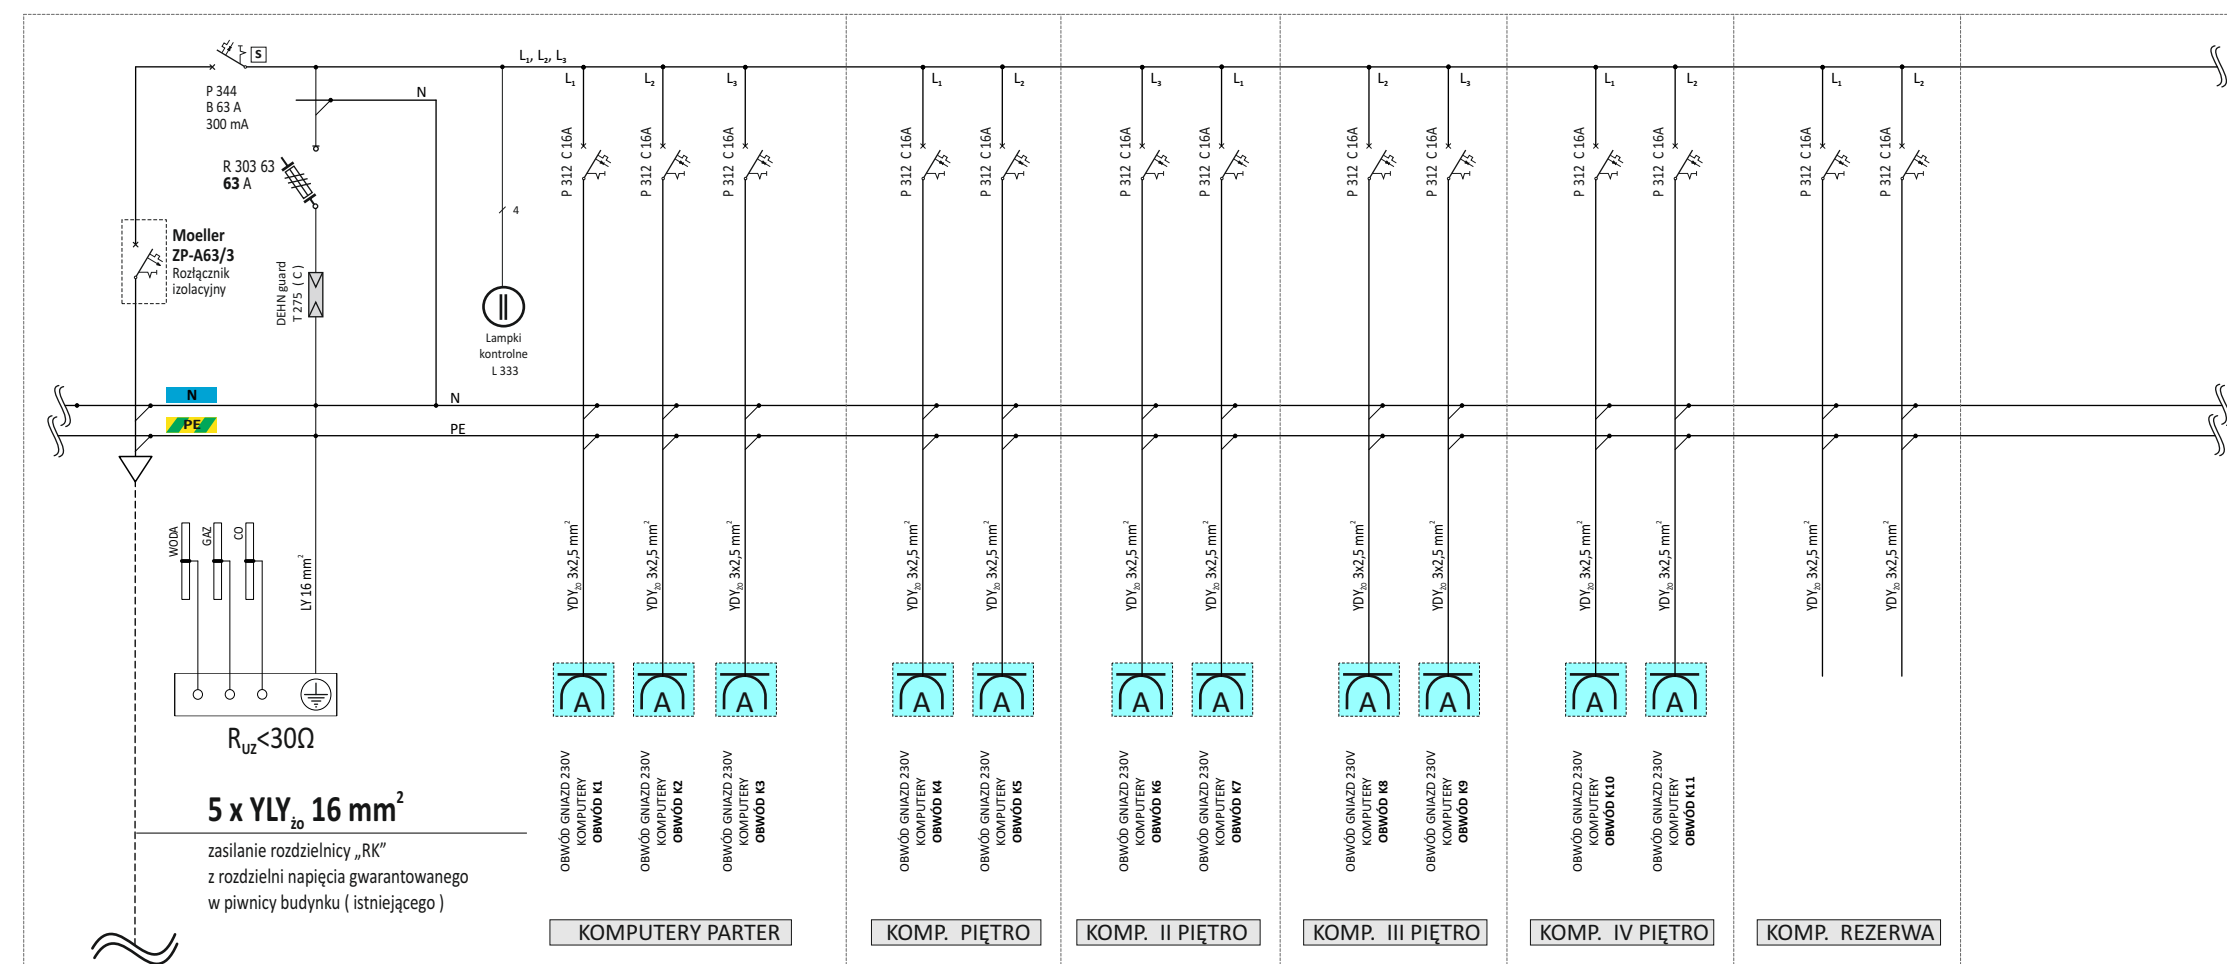 S
L₁, L₂, L₃
P 344
B 63 A
300 mA
N
R 303 63
63 A
Moeller
ZP-A63/3
Rozłącznik
izolacyjny
DEHN guard
T 275 ( C )
4
Lampki
kontrolne
L 333
L₁
L₂
L₃
L₁
L₂
L₃
L₁
L₂
L₃
L₁
L₂
L₁
L₂
P 312 C 16A
P 312 C 16A
P 312 C 16A
P 312 C 16A
P 312 C 16A
P 312 C 16A
P 312 C 16A
P 312 C 16A
P 312 C 16A
P 312 C 16A
P 312 C 16A
P 312 C 16A
P 312 C 16A
N
N
PE
PE
WODA
GAZ
CO
LY 16 mm²
YDYżo 3x2,5 mm²
YDYżo 3x2,5 mm²
YDYżo 3x2,5 mm²
YDYżo 3x2,5 mm²
YDYżo 3x2,5 mm²
YDYżo 3x2,5 mm²
YDYżo 3x2,5 mm²
YDYżo 3x2,5 mm²
YDYżo 3x2,5 mm²
YDYżo 3x2,5 mm²
YDYżo 3x2,5 mm²
YDYżo 3x2,5 mm²
YDYżo 3x2,5 mm²
A
A
A
A
A
A
A
A
A
A
A
RUZ<30Ω
5 x YLYżo 16 mm²
zasilanie rozdzielnicy „RK”
z rozdzielni napięcia gwarantowanego
w piwnicy budynku ( istniejącego )
OBWÓD GNIAZD 230V
KOMPUTERY
OBWÓD K1
OBWÓD GNIAZD 230V
KOMPUTERY
OBWÓD K2
OBWÓD GNIAZD 230V
KOMPUTERY
OBWÓD K3
OBWÓD GNIAZD 230V
KOMPUTERY
OBWÓD K4
OBWÓD GNIAZD 230V
KOMPUTERY
OBWÓD K5
OBWÓD GNIAZD 230V
KOMPUTERY
OBWÓD K6
OBWÓD GNIAZD 230V
KOMPUTERY
OBWÓD K7
OBWÓD GNIAZD 230V
KOMPUTERY
OBWÓD K8
OBWÓD GNIAZD 230V
KOMPUTERY
OBWÓD K9
OBWÓD GNIAZD 230V
KOMPUTERY
OBWÓD K10
OBWÓD GNIAZD 230V
KOMPUTERY
OBWÓD K11
KOMPUTERY PARTER
KOMP. PIĘTRO
KOMP. II PIĘTRO
KOMP. III PIĘTRO
KOMP. IV PIĘTRO
KOMP. REZERWA